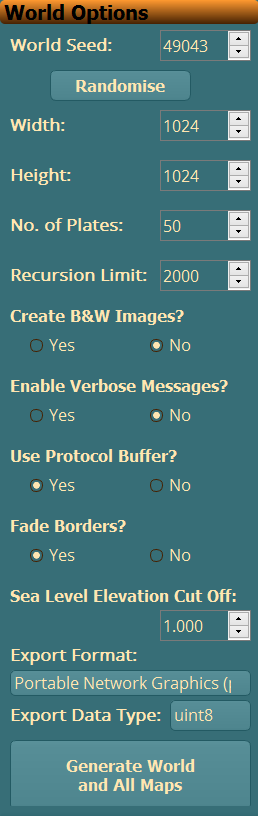 World Options
World Seed: 49043
Randomise
Width: 1024
Height: 1024
No. of Plates: 50
Recursion Limit: 2000
Create B&W Images?
Yes No
Enable Verbose Messages?
Yes No
Use Protocol Buffer?
Yes No
Fade Borders?
Yes No
Sea Level Elevation Cut Off:
1.000
Export Format:
Portable Network Graphics (
Export Data Type: uint8
Generate World
and All Maps